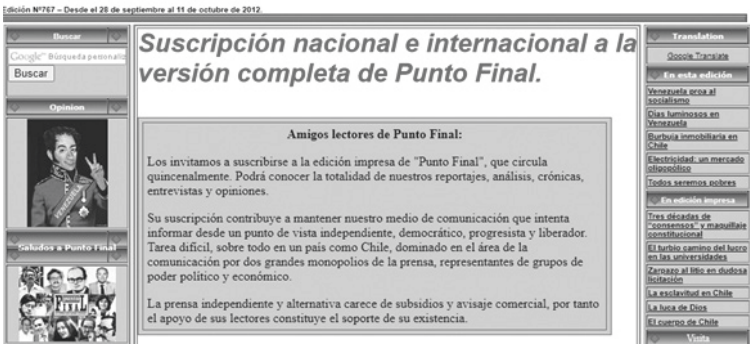 Edición Nº767 – Desde el 28 de septiembre al 11 de octubre de 2012.
Buscar
Google Búsqueda personaliz
Buscar
Opinion
VENEZUELA
Saludos a Punto Final
Suscripción nacional e internacional a la
versión completa de Punto Final.
Amigos lectores de Punto Final:
Los invitamos a suscribirse a la edición impresa de "Punto Final", que circula
quincenalmente. Podrá conocer la totalidad de nuestros reportajes, análisis, crónicas,
entrevistas y opiniones.
Su suscripción contribuye a mantener nuestro medio de comunicación que intenta
informar desde un punto de vista independiente, democrático, progresista y liberador.
Tarea difícil, sobre todo en un país como Chile, dominado en el área de la
comunicación por dos grandes monopolios de la prensa, representantes de grupos de
poder político y económico.
La prensa independiente y alternativa carece de subsidios y avisaje comercial, por tanto
el apoyo de sus lectores constituye el soporte de su existencia.
Translation
Google Translate
En esta edición
Venezuela proa al
socialismo
Días luminosos en
Venezuela
Burbuja inmobiliaria en
Chile
Electricidad: un mercado
oligopólico
Todos seremos pobres
En edición impresa
Tres décadas de
"consensos" y maquillaje
constitucional
El turbio camino del lucro
en las universidades
Zarpazo al litio en dudosa
licitación
La esclavitud en Chile
La luca de Dios
El cuerpo de Chile
Visita